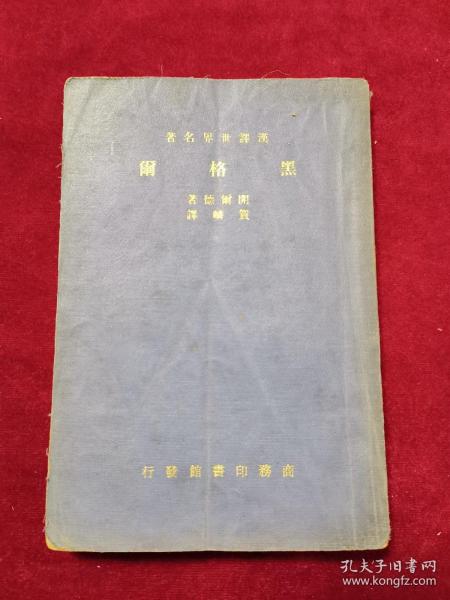 漢譯世界名著
黑格爾
開爾德著
賀麟譯
商務印書館發行
孔夫子旧书网
www.kongfz.com